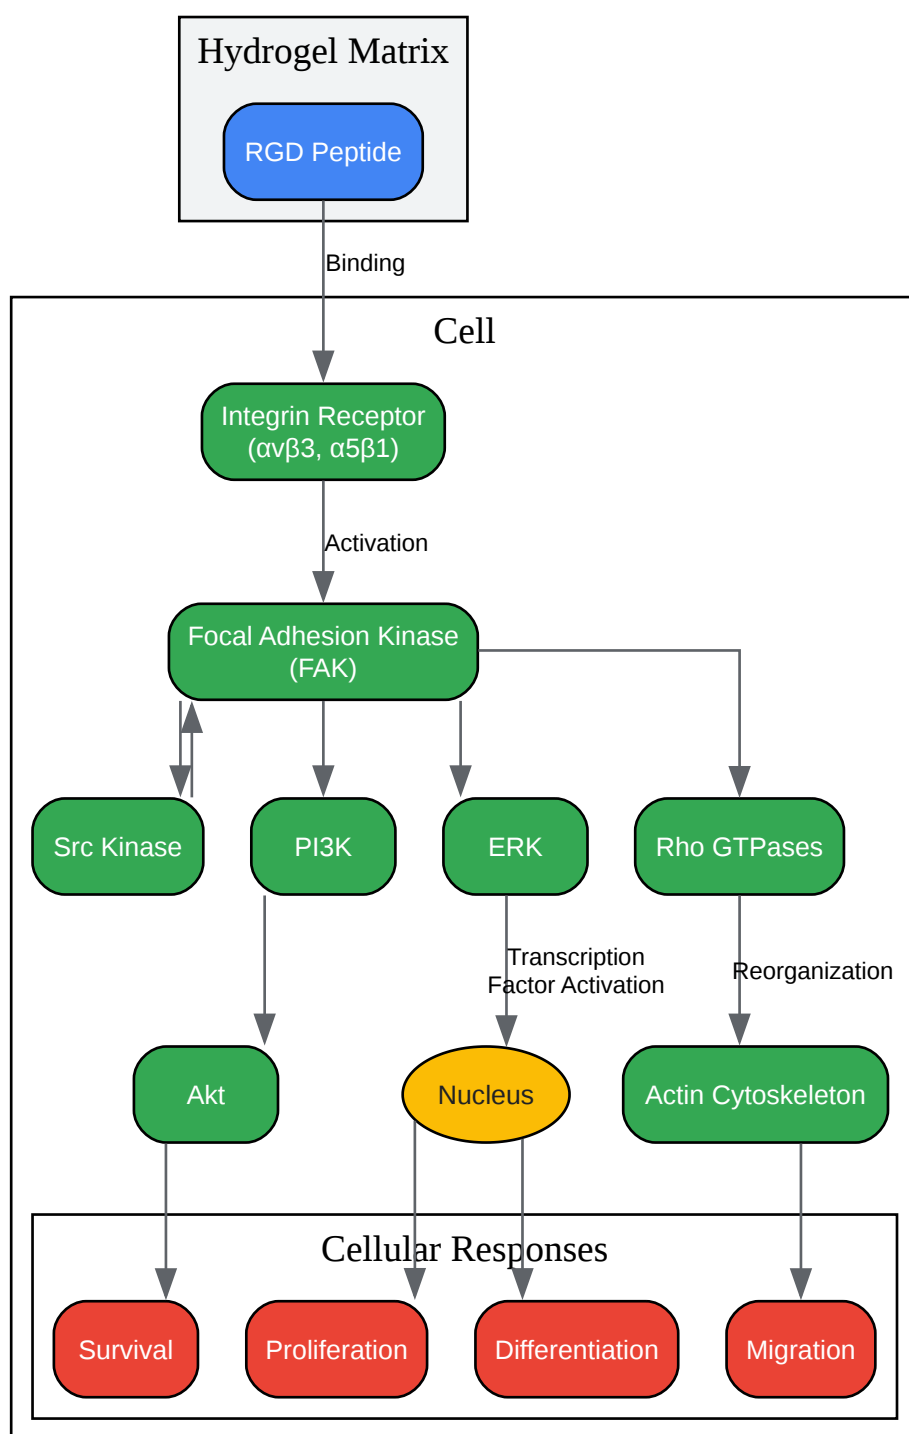 Hydrogel Matrix
RGD Peptide
Binding
Cell
Integrin Receptor
(αvβ3, α5β1)
Activation
Focal Adhesion Kinase
(FAK)
Src Kinase
PI3K
ERK
Rho GTPases
Transcription
Factor Activation
Reorganization
Akt
Nucleus
Actin Cytoskeleton
Cellular Responses
Survival
Proliferation
Differentiation
Migration